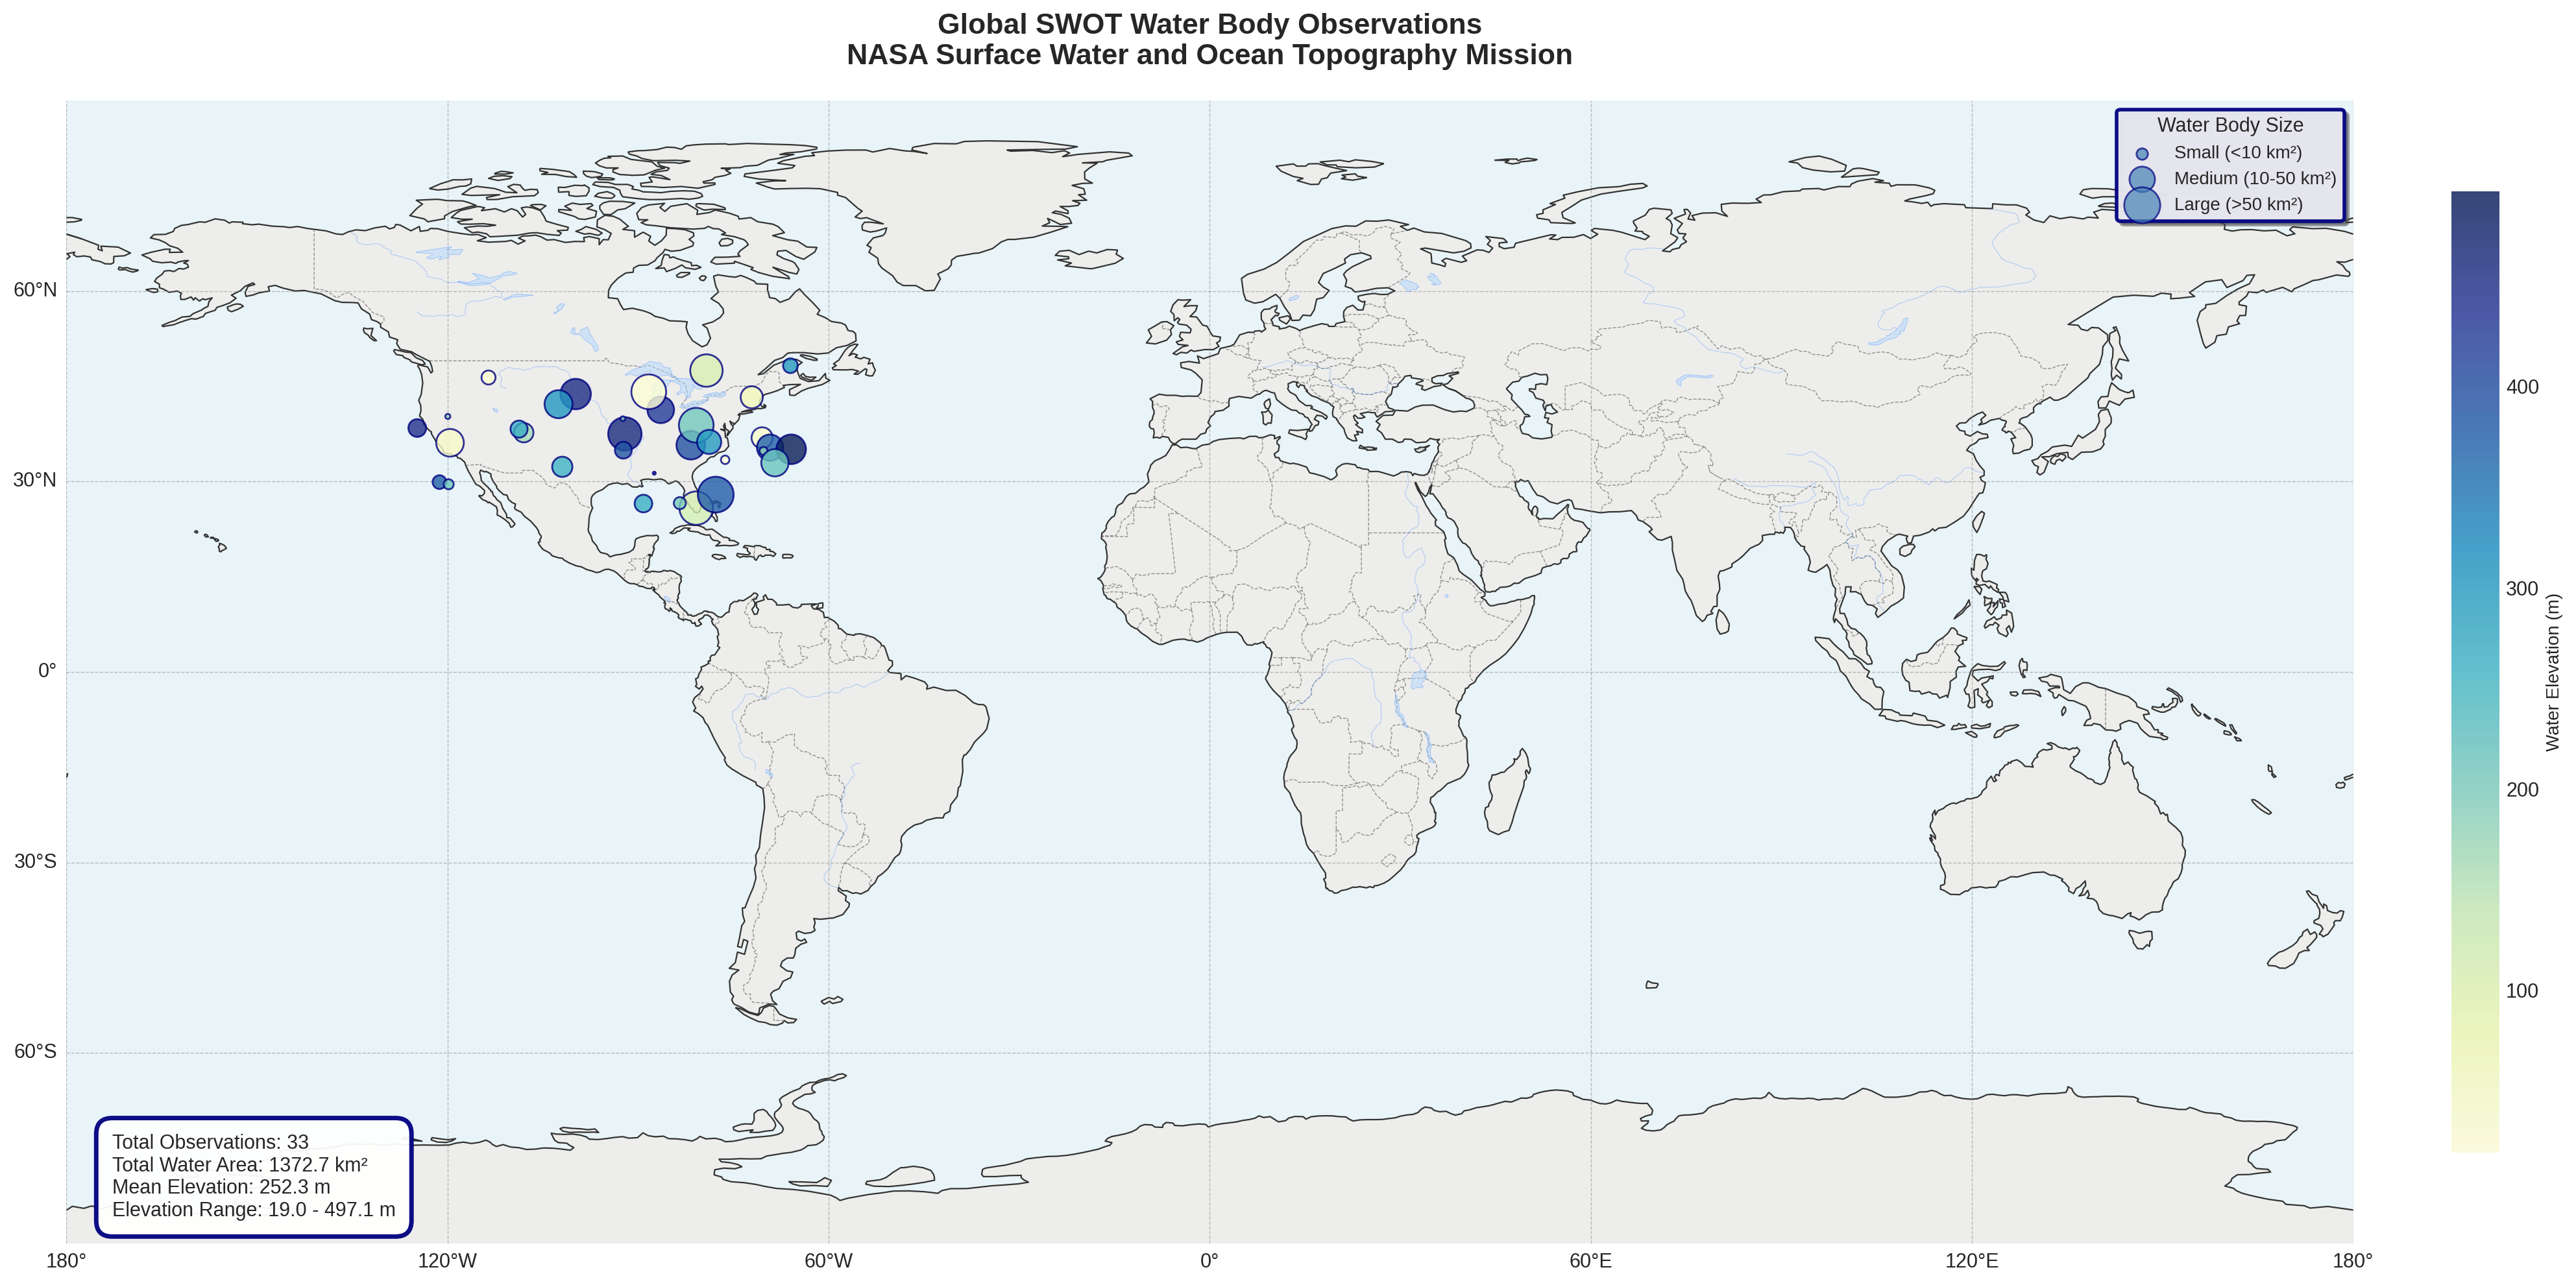 Global SWOT Water Body Observations
NASA Surface Water and Ocean Topography Mission
Water Body Size
Small (<10 km²)
Medium (10-50 km²)
Large (>50 km²)
60°N
30°N
0°
30°S
60°S
400
300
200
100
Water Elevation (m)
Total Observations: 33
Total Water Area: 1372.7 km²
Mean Elevation: 252.3 m
Elevation Range: 19.0 - 497.1 m
180° 120°W 60°W 0° 60°E 120°E 180°